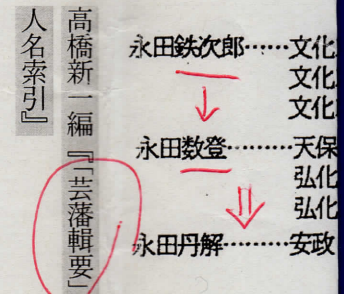 高橋新一編『「芸藩輯要」
人名索引』
永田鉄次郎……文化
文化
文化
永田数登………天保
弘化
弘化
永田丹解………安政